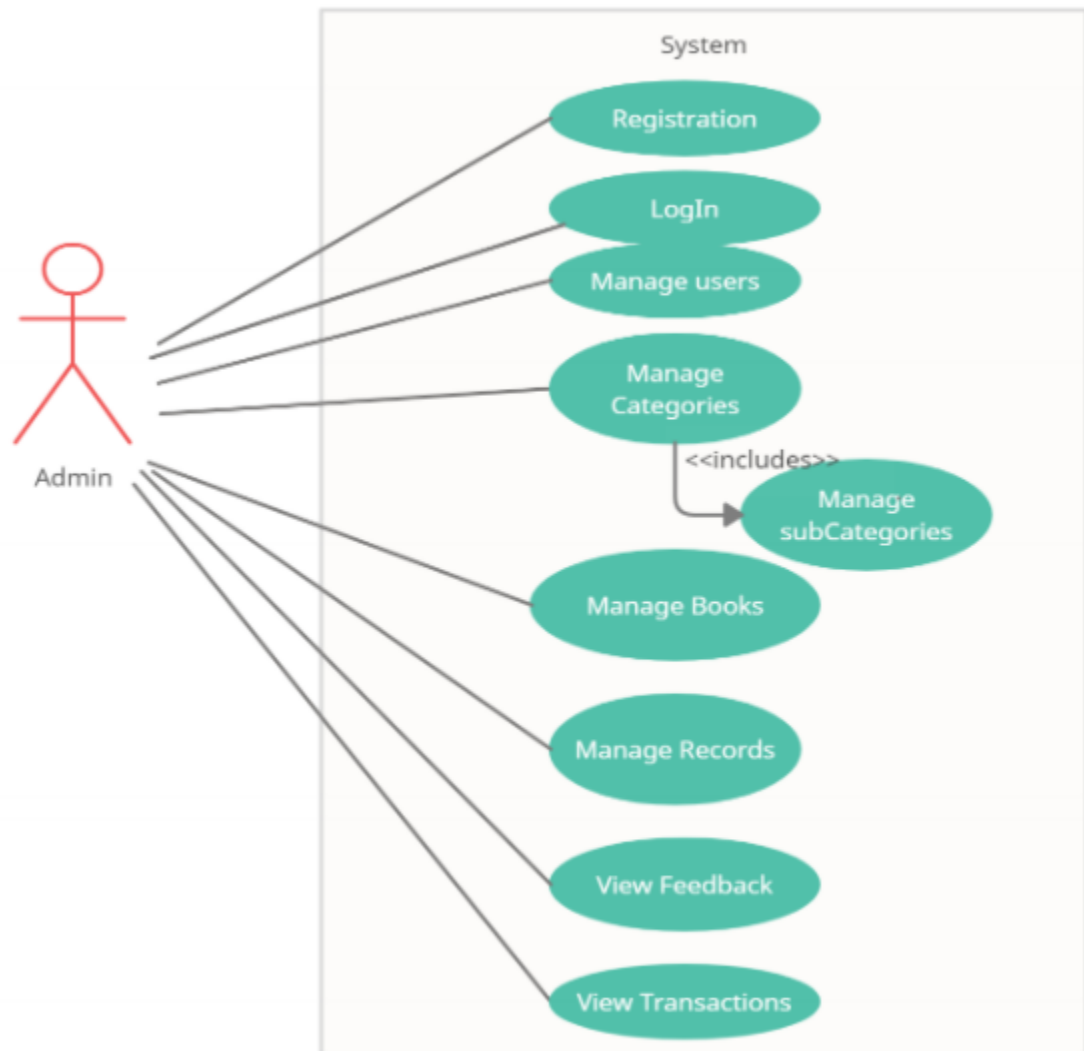 System
Registration
LogIn
Manage users
Manage
Categories
<<includes>>
Admin
Manage
subCategories
Manage Books
Manage Records
View Feedback
View Transactions